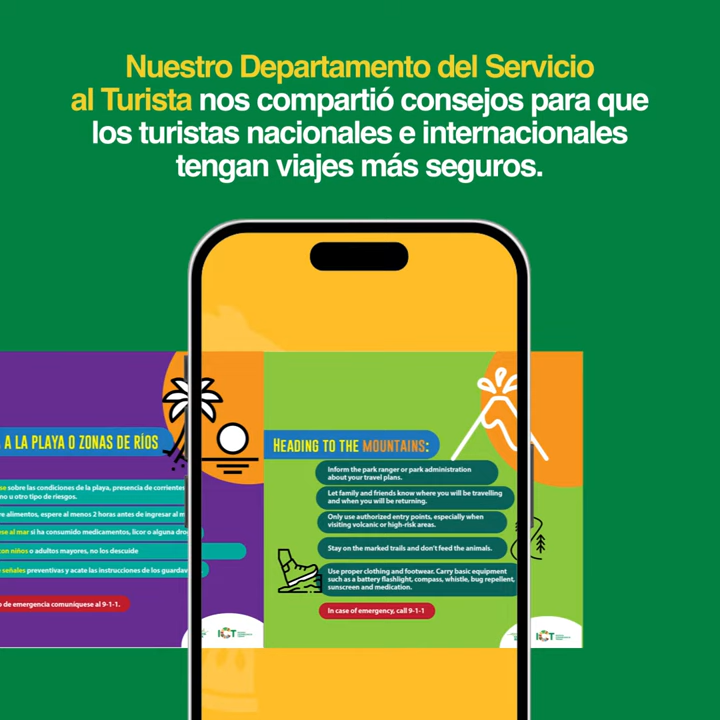 Nuestro Departamento del Servicio
al Turista nos compartió consejos para que
los turistas nacionales e internacionales
tengan viajes más seguros.
A LA PLAYA O ZONAS DE RÍOS
sobre las condiciones de la playa, presencia de corrientes
u otro tipo de riesgos.
alimentos, espere al menos 2 horas antes de ingresar al
al mar si ha consumido medicamentos, licor o alguna
con niños o adultos mayores, no los descuide
señales preventivas y acate las instrucciones de los
de emergencia comuníquese al 9-1-1.
ICT
HEADING TO THE MOUNTAINS:
Inform the park ranger or park administration
about your travel plans.
Let family and friends know where you will be travelling
and when you will be returning.
Only use authorized entry points, especially when
visiting volcanic or high-risk areas.
Stay on the marked trails and don't feed the animals.
Use proper clothing and footwear. Carry basic equipment
such as a battery flashlight, compass, whistle, bug repellent,
sunscreen and medication.
In case of emergency, call 9-1-1
ICT